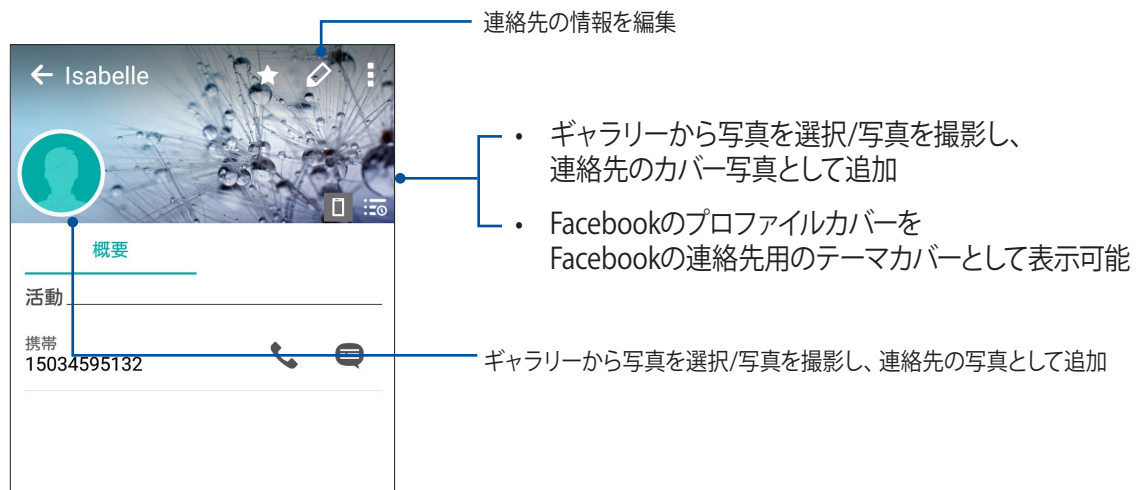 連絡先の情報を編集
Isabelle
• ギャラリーから写真を選択/写真を撮影し、
連絡先のカバー写真として追加
• Facebookのプロファイルカバーを
Facebookの連絡先用のテーマカバーとして表示可能
概要
活動
携帯
15034595132
ギャラリーから写真を選択/写真を撮影し、連絡先の写真として追加